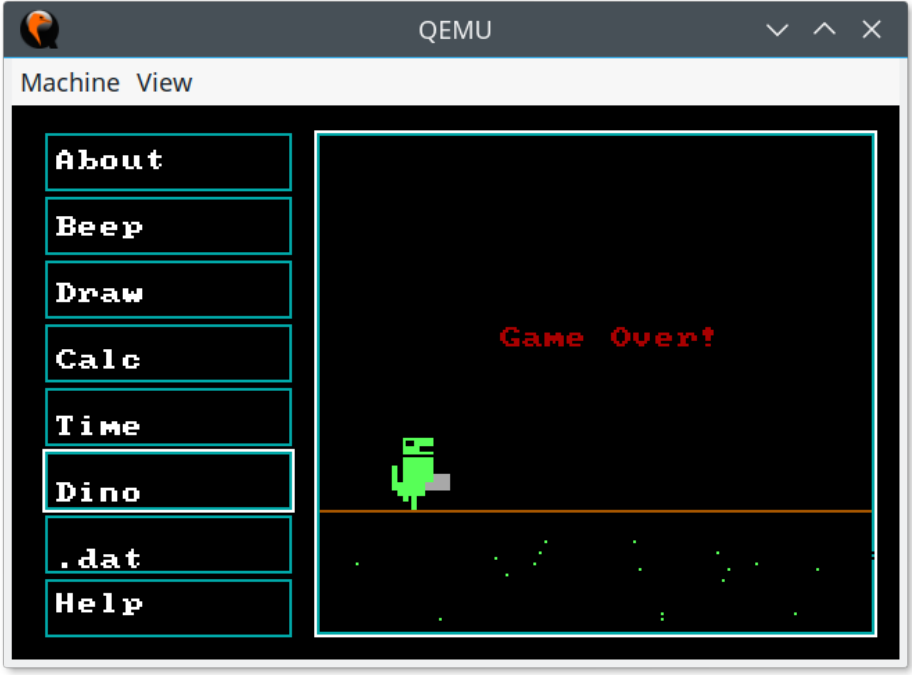 QEMU
Machine View
About
Beep
Draw
Calc
Time
Dino
.dat
Help
Game Over!